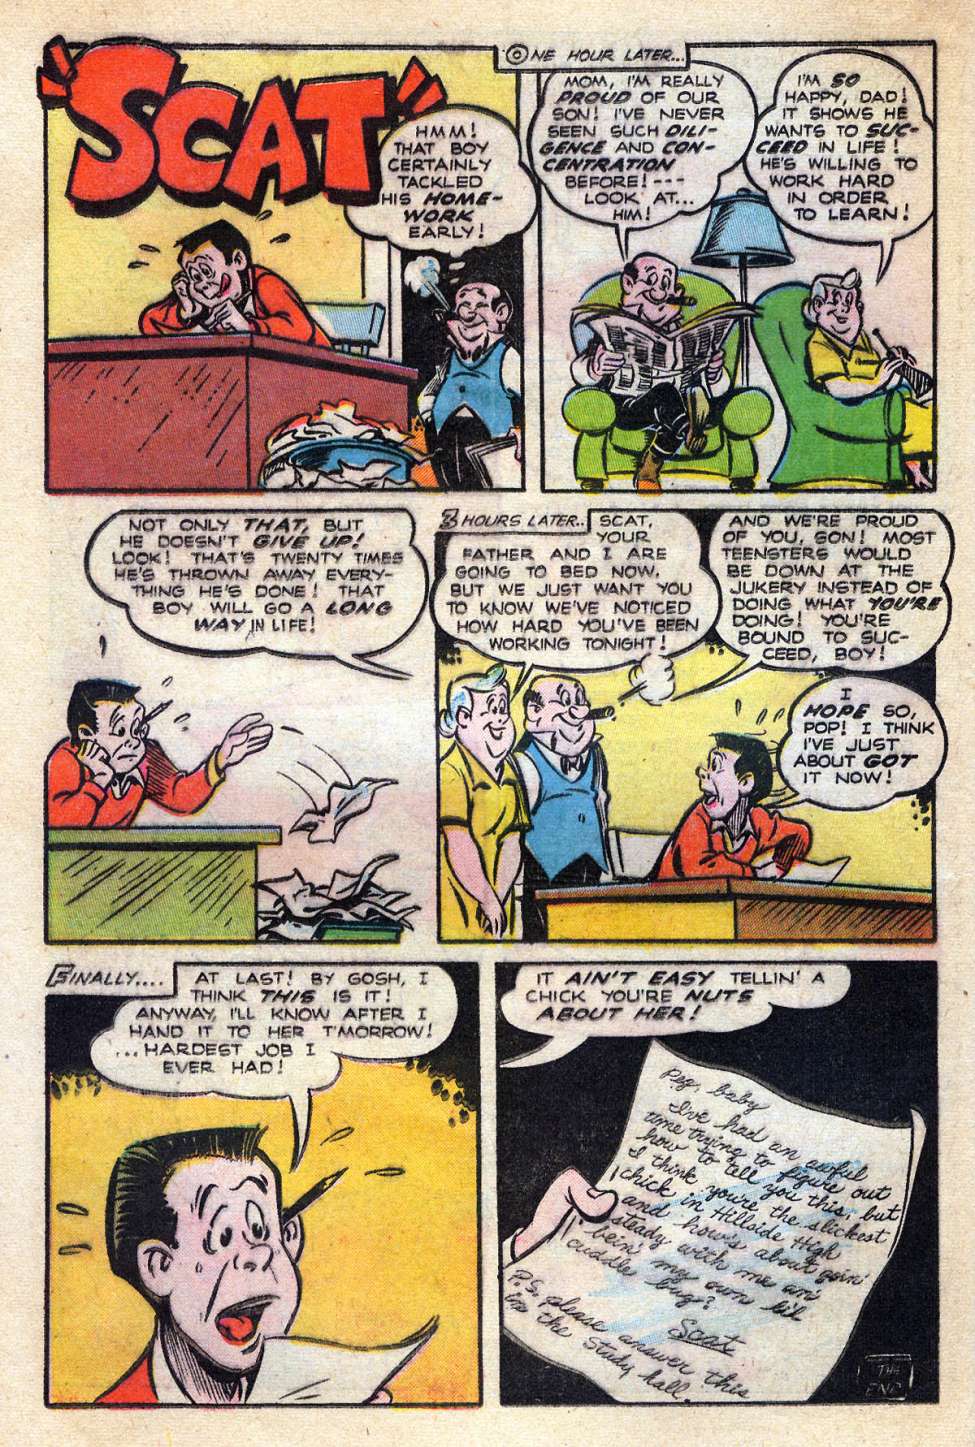 "SCAT"
HMM!
THAT BOY
CERTAINLY
TACKLED
HIS HOME-
WORK
EARLY!
ONE HOUR LATER...
MOM, I'M REALLY
PROUD OF OUR
SON! I'VE NEVER
SEEN SUCH DILI-
GENCE AND CON-
CENTRATION
BEFORE!---
LOOK AT...
HIM!
I'M SO
HAPPY, DAD!
IT SHOWS HE
WANTS TO SUC-
CEED IN LIFE!
HE'S WILLING TO
WORK HARD
IN ORDER
TO LEARN!
NOT ONLY THAT, BUT
HE DOESN'T GIVE UP!
LOOK! THAT'S TWENTY TIMES
HE'S THROWN AWAY EVERY-
THING HE'S DONE! THAT
BOY WILL GO A LONG
WAY IN LIFE!
2 HOURS LATER..
SCAT,
YOUR
FATHER AND I ARE
GOING TO BED NOW,
BUT WE JUST WANT YOU
TO KNOW WE'VE NOTICED
HOW HARD YOU'VE BEEN
WORKING TONIGHT!
AND WE'RE PROUD
OF YOU, SON! MOST
TEENSTERS WOULD
BE DOWN AT THE
JUKERY INSTEAD OF
DOING WHAT YOU'RE
DOING! YOU'RE
BOUND TO SUC-
CEED, BOY!
I
HOPE SO,
POP! I THINK
I'VE JUST
ABOUT GOT
IT NOW!
FINALLY....
AT LAST! BY GOSH, I
THINK THIS IS IT!
ANYWAY, I'LL KNOW AFTER I
HAND IT TO HER T'MORROW!
...HARDEST JOB I
EVER HAD!
IT AIN'T EASY TELLIN' A
CHICK YOU'RE NUTS
ABOUT HER!
Peg, baby
I've had an awful
time trying to figure out
how to tell you this, but
I think you're the slickest
chick in Hillside High
and how's about goin'
steady with me an'
bein' my own li'l
cuddle bug?
Scat
P.S. please answer this
in the study hall.
THE
END